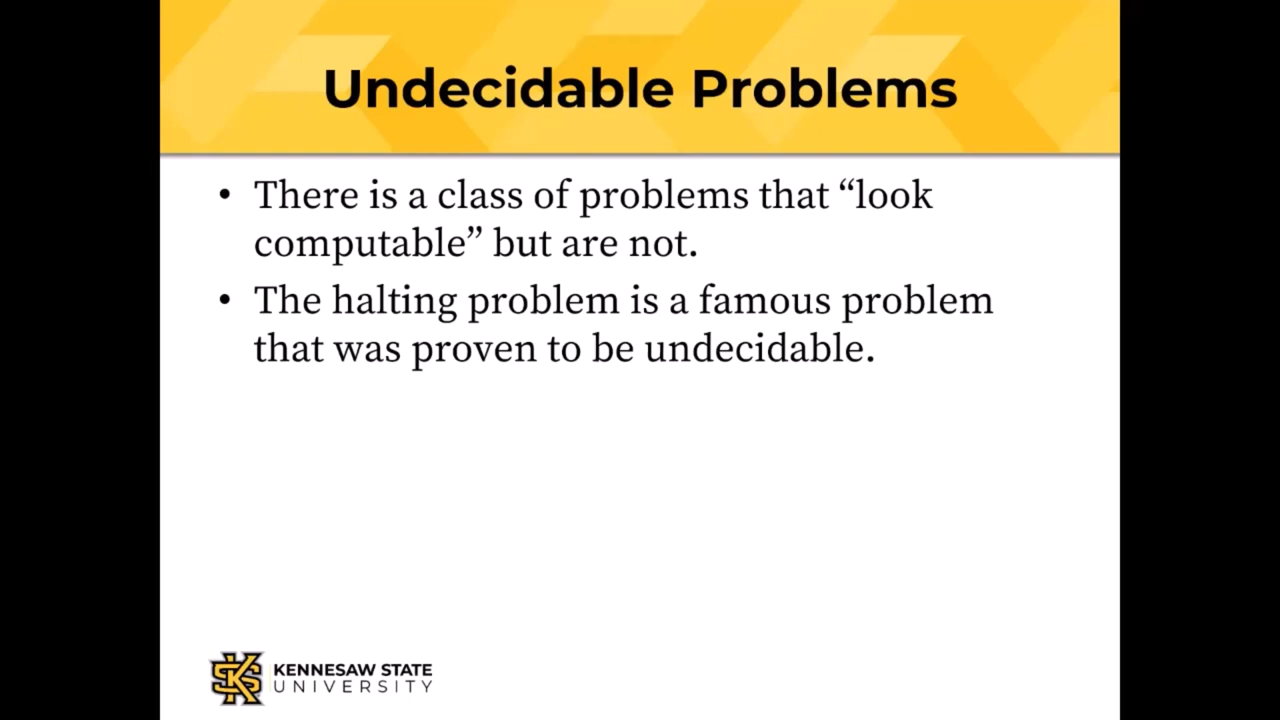 Undecidable Problems
• There is a class of problems that “look
computable” but are not.
• The halting problem is a famous problem
that was proven to be undecidable.
KS
KENNESAW STATE
UNIVERSITY